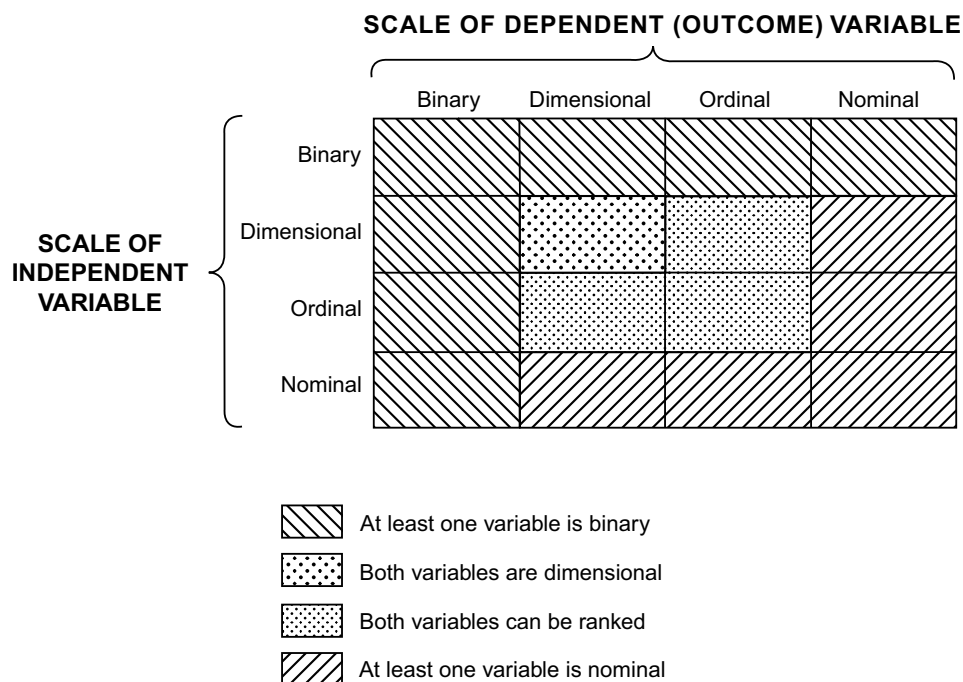 SCALE OF DEPENDENT (OUTCOME) VARIABLE
Binary Dimensional Ordinal Nominal
Binary
Dimensional
SCALE OF
INDEPENDENT
VARIABLE
Ordinal
Nominal
At least one variable is binary
Both variables are dimensional
Both variables can be ranked
At least one variable is nominal